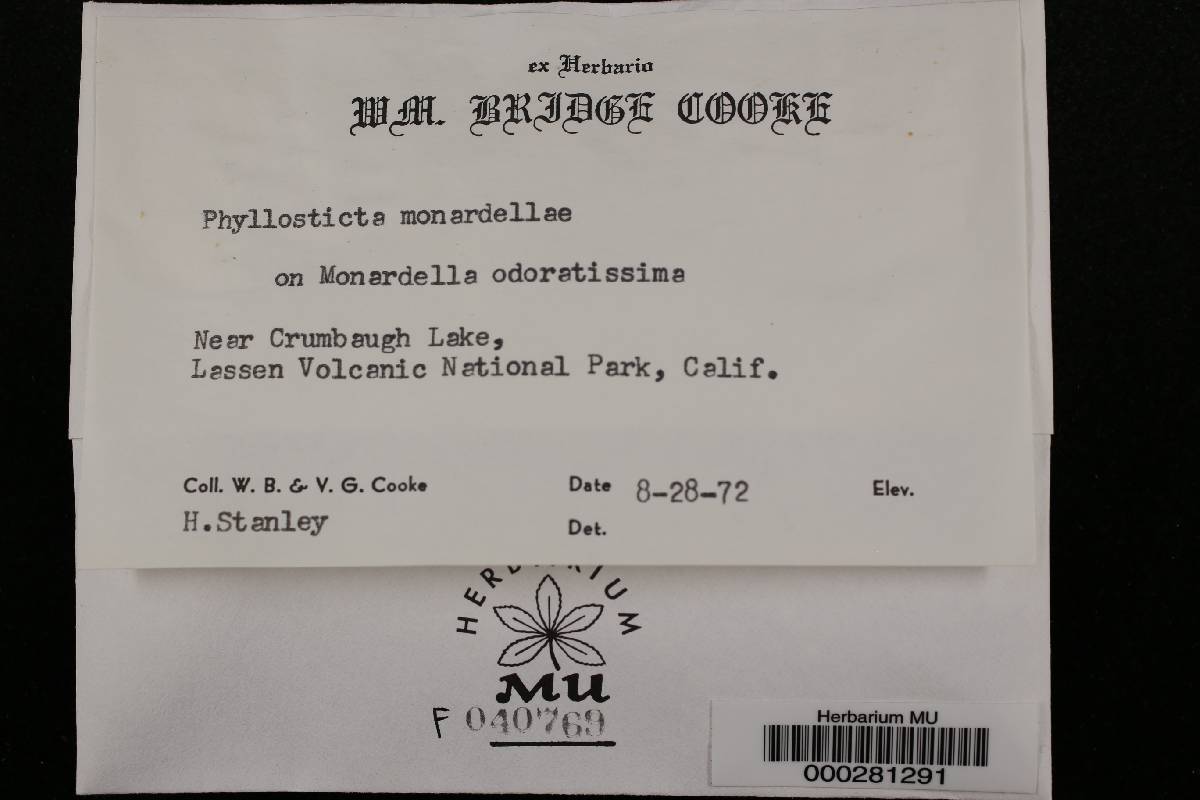 ex Herbario
WM. BRIDGE COOKE
Phyllosticta monardellae
on Monardella odoratissima
Near Crumbaugh Lake,
Lassen Volcanic National Park, Calif.
Coll. W. B. & V. G. Cooke Date 8-28-72 Elev.
H.Stanley Det.
HERBARIUM
MU
F 040769
Herbarium MU
000281291